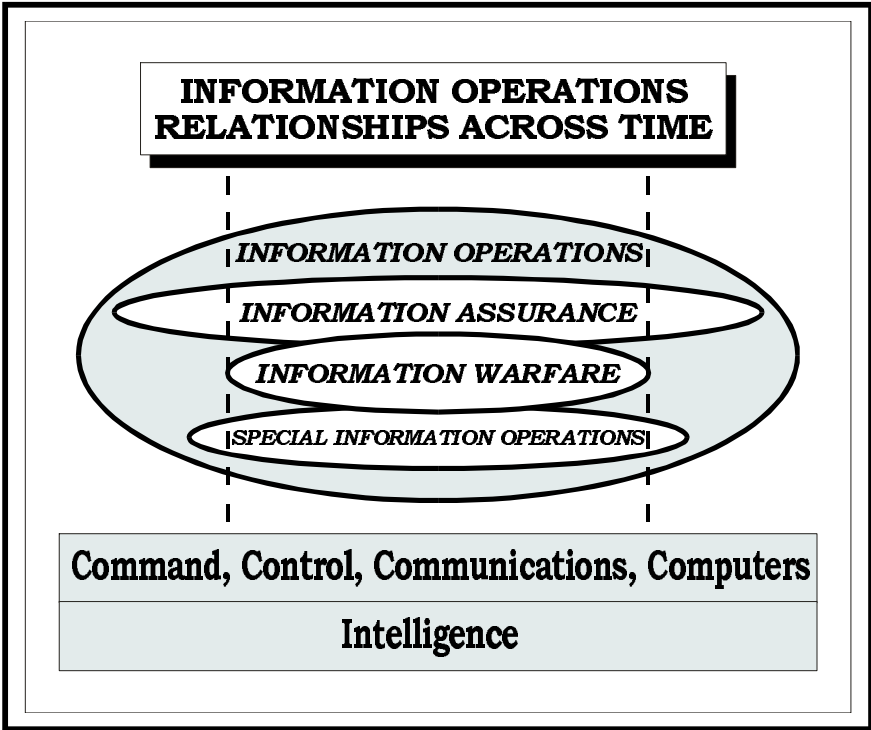 INFORMATION OPERATIONS
RELATIONSHIPS ACROSS TIME
INFORMATION OPERATIONS
INFORMATION ASSURANCE
INFORMATION WARFARE
SPECIAL INFORMATION OPERATIONS
Command, Control, Communications, Computers
Intelligence